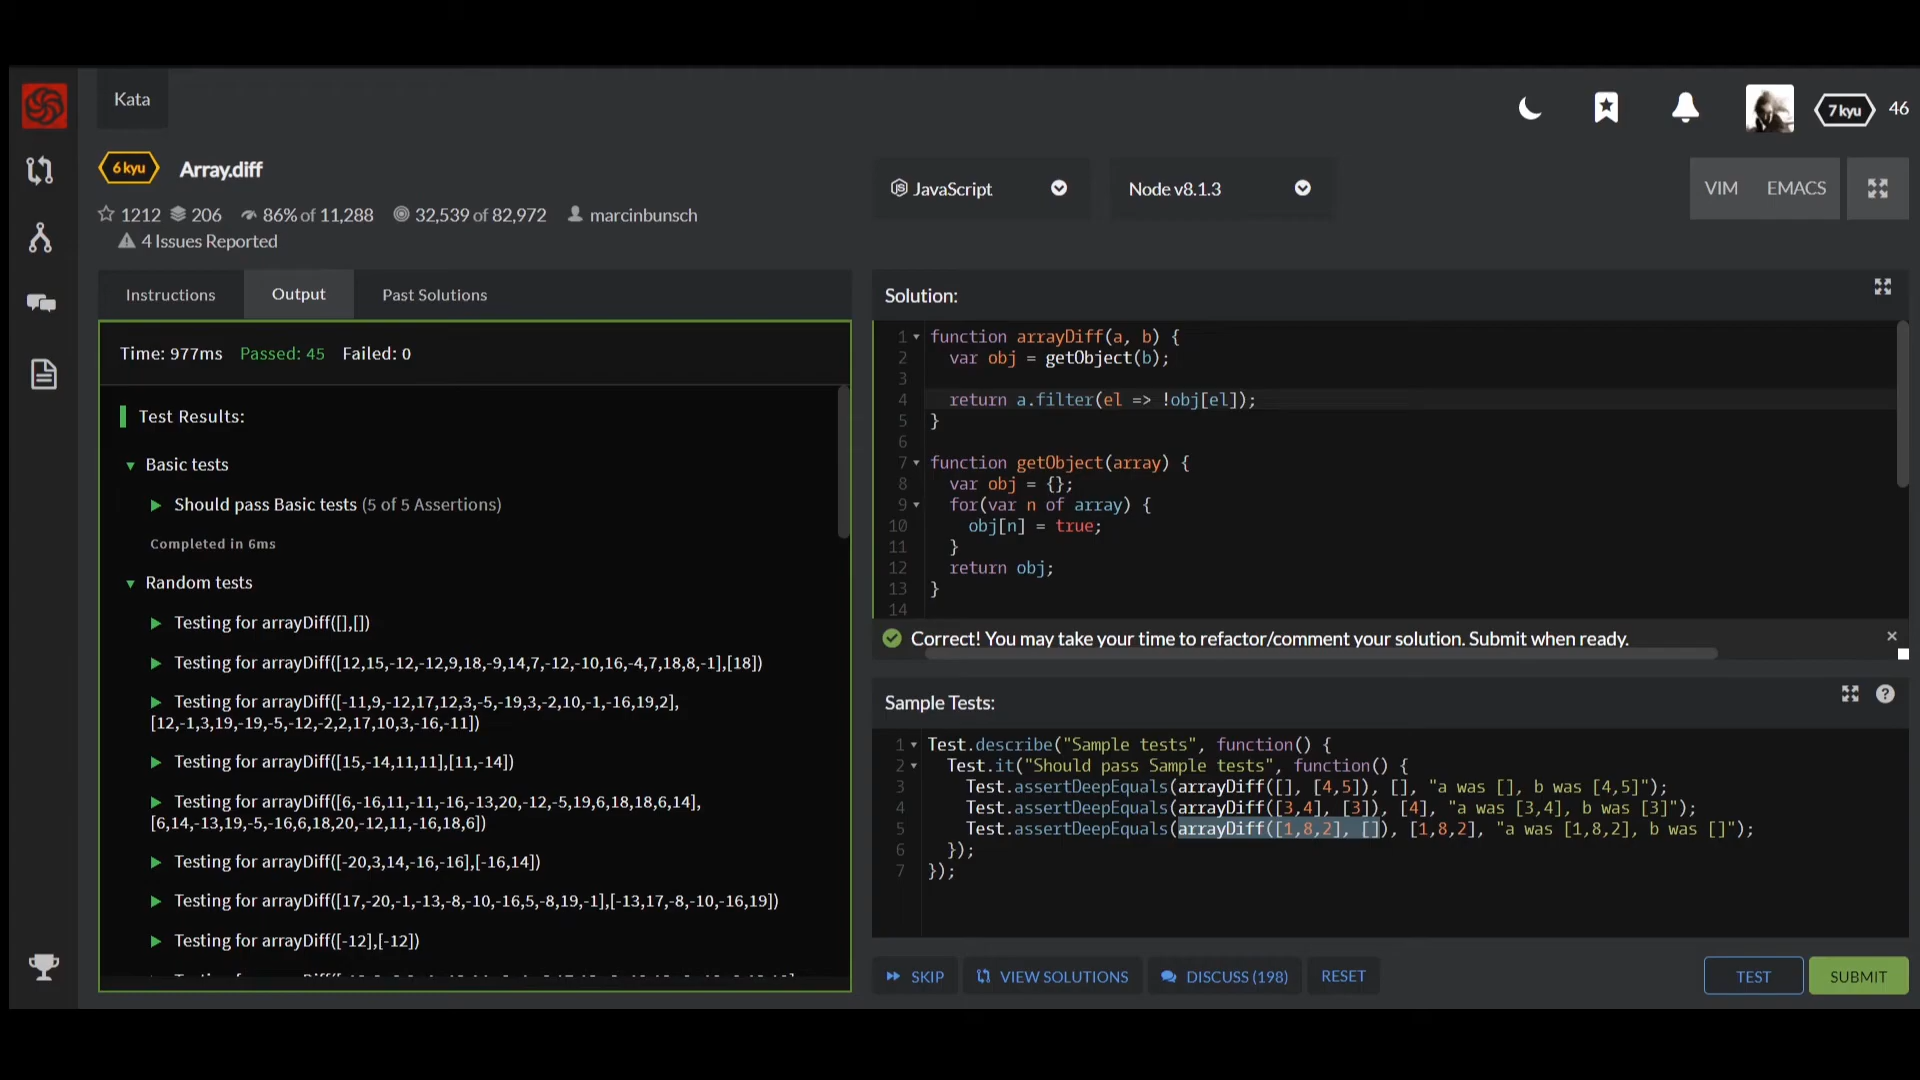 Kata
7 kyu
46
6 kyu
Array.diff
1212 206 86% of 11,288 32,539 of 82,972 marcinbunsch
4 Issues Reported
JavaScript
Node v8.1.3
VIM
EMACS
Instructions
Output
Past Solutions
Time: 977ms Passed: 45 Failed: 0
Test Results:
Basic tests
Should pass Basic tests (5 of 5 Assertions)
Completed in 6ms
Random tests
Testing for arrayDiff([],[])
Testing for arrayDiff([12,15,-12,-12,9,18,-9,14,7,-12,-10,16,-4,7,18,8,-1],[18])
Testing for arrayDiff([-11,9,-12,17,12,3,-5,-19,3,-2,10,-1,-16,19,2],
[12,-1,3,19,-19,-5,-12,-2,2,17,10,3,-16,-11])
Testing for arrayDiff([15,-14,11,11],[11,-14])
Testing for arrayDiff([6,-16,11,-11,-16,-13,20,-12,-5,19,6,18,18,6,14],
[6,14,-13,19,-5,-16,6,18,20,-12,11,-16,18,6])
Testing for arrayDiff([-20,3,14,-16,-16],[-16,14])
Testing for arrayDiff([17,-20,-1,-13,-8,-10,-16,5,-8,19,-1],[-13,17,-8,-10,-16,19])
Testing for arrayDiff([-12],[-12])
Solution:
1 function arrayDiff(a, b) {
2 var obj = getObject(b);
3
4 return a.filter(el => !obj[el]);
5 }
6
7 function getObject(array) {
8 var obj = {};
9 for(var n of array) {
10 obj[n] = true;
11 }
12 return obj;
13 }
14
Correct! You may take your time to refactor/comment your solution. Submit when ready.
Sample Tests:
1 Test.describe("Sample tests", function() {
2 Test.it("Should pass Sample tests", function() {
3 Test.assertDeepEquals(arrayDiff([], [4,5]), [], "a was [], b was [4,5]");
4 Test.assertDeepEquals(arrayDiff([3,4], [3]), [4], "a was [3,4], b was [3]");
5 Test.assertDeepEquals(arrayDiff([1,8,2], []), [1,8,2], "a was [1,8,2], b was []");
6 });
7 });
SKIP
VIEW SOLUTIONS
DISCUSS (198)
RESET
TEST
SUBMIT